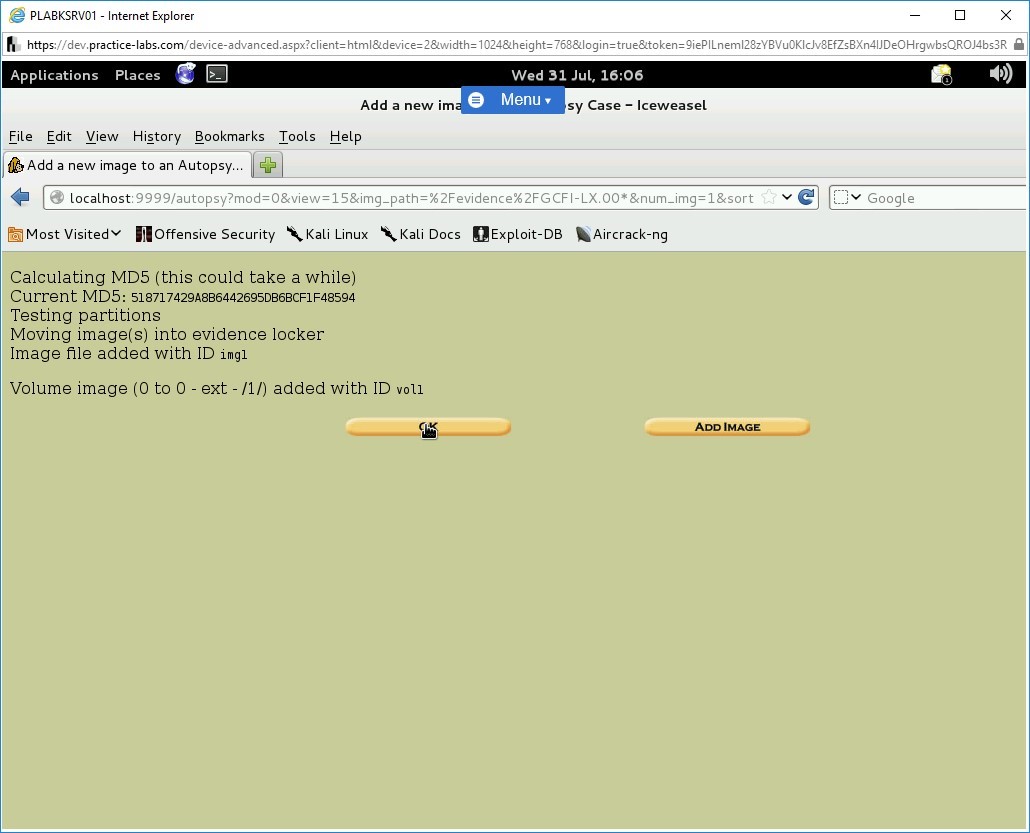 PLABKSRV01 - Internet Explorer
https://dev.practice-labs.com/device-advanced.aspx?client=html&device=2&width=1024&height=768&login=true&token=9iePILnemI28zYBVu0KIcJv8EfZsBXn4IJDeOHrgwbsQROJ4bs3R
Applications Places Wed 31 Jul, 16:06
Menu
Add a new ima sy Case - Iceweasel
File Edit View History Bookmarks Tools Help
Add a new image to an Autopsy...
localhost:9999/autopsy?mod=0&view=15&img_path=%2Fevidence%2FGCFI-LX.00*&num_img=1&sort Google
Most Visited Offensive Security Kali Linux Kali Docs Exploit-DB Aircrack-ng
Calculating MD5 (this could take a while)
Current MD5: 518717429A8B6442695DB6BCF1F48594
Testing partitions
Moving image(s) into evidence locker
Image file added with ID img1
Volume image (0 to 0 - ext - /1/) added with ID vol1
OK ADD IMAGE